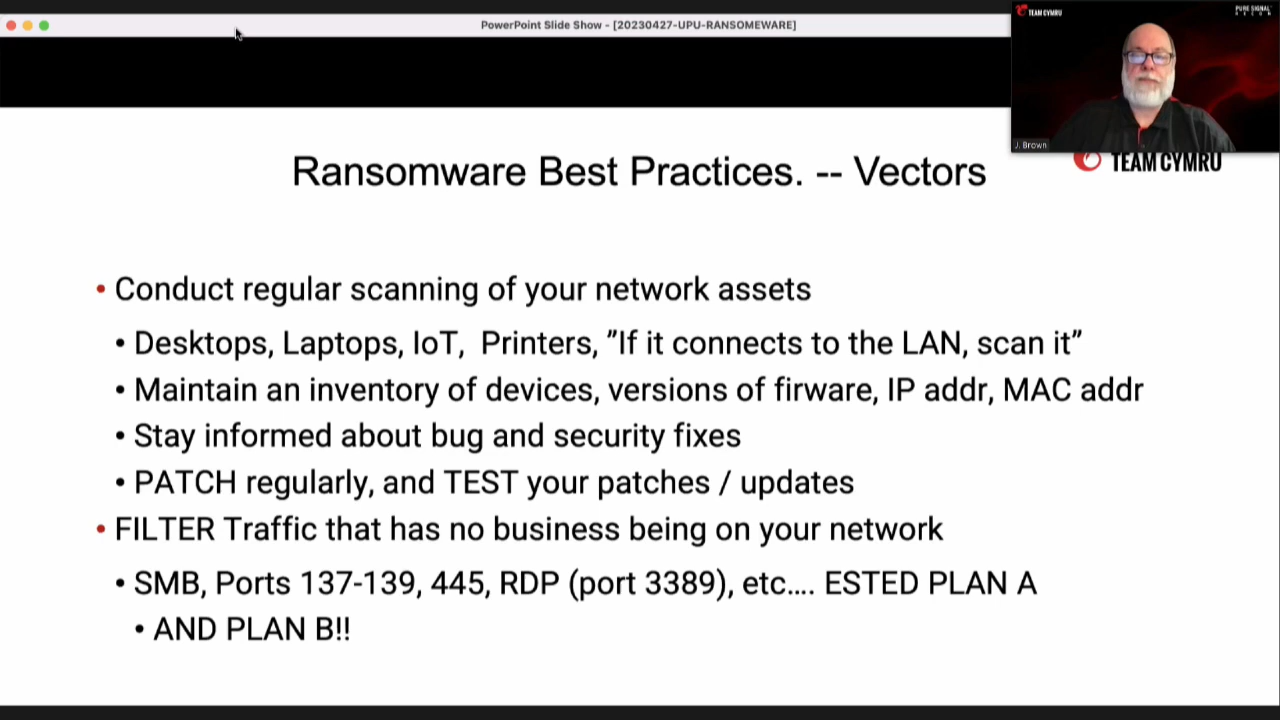 PowerPoint Slide Show - [20230427-UPU-RANSOMEWARE]
TEAM CYMRU
PURE SIGNAL
RECON
J. Brown
TEAM CYMRU
Ransomware Best Practices. -- Vectors
• Conduct regular scanning of your network assets
• Desktops, Laptops, IoT,  Printers, ”If it connects to the LAN, scan it”
• Maintain an inventory of devices, versions of firware, IP addr, MAC addr
• Stay informed about bug and security fixes
• PATCH regularly, and TEST your patches / updates
• FILTER Traffic that has no business being on your network
• SMB, Ports 137-139, 445, RDP (port 3389), etc.... ESTED PLAN A
• AND PLAN B!!